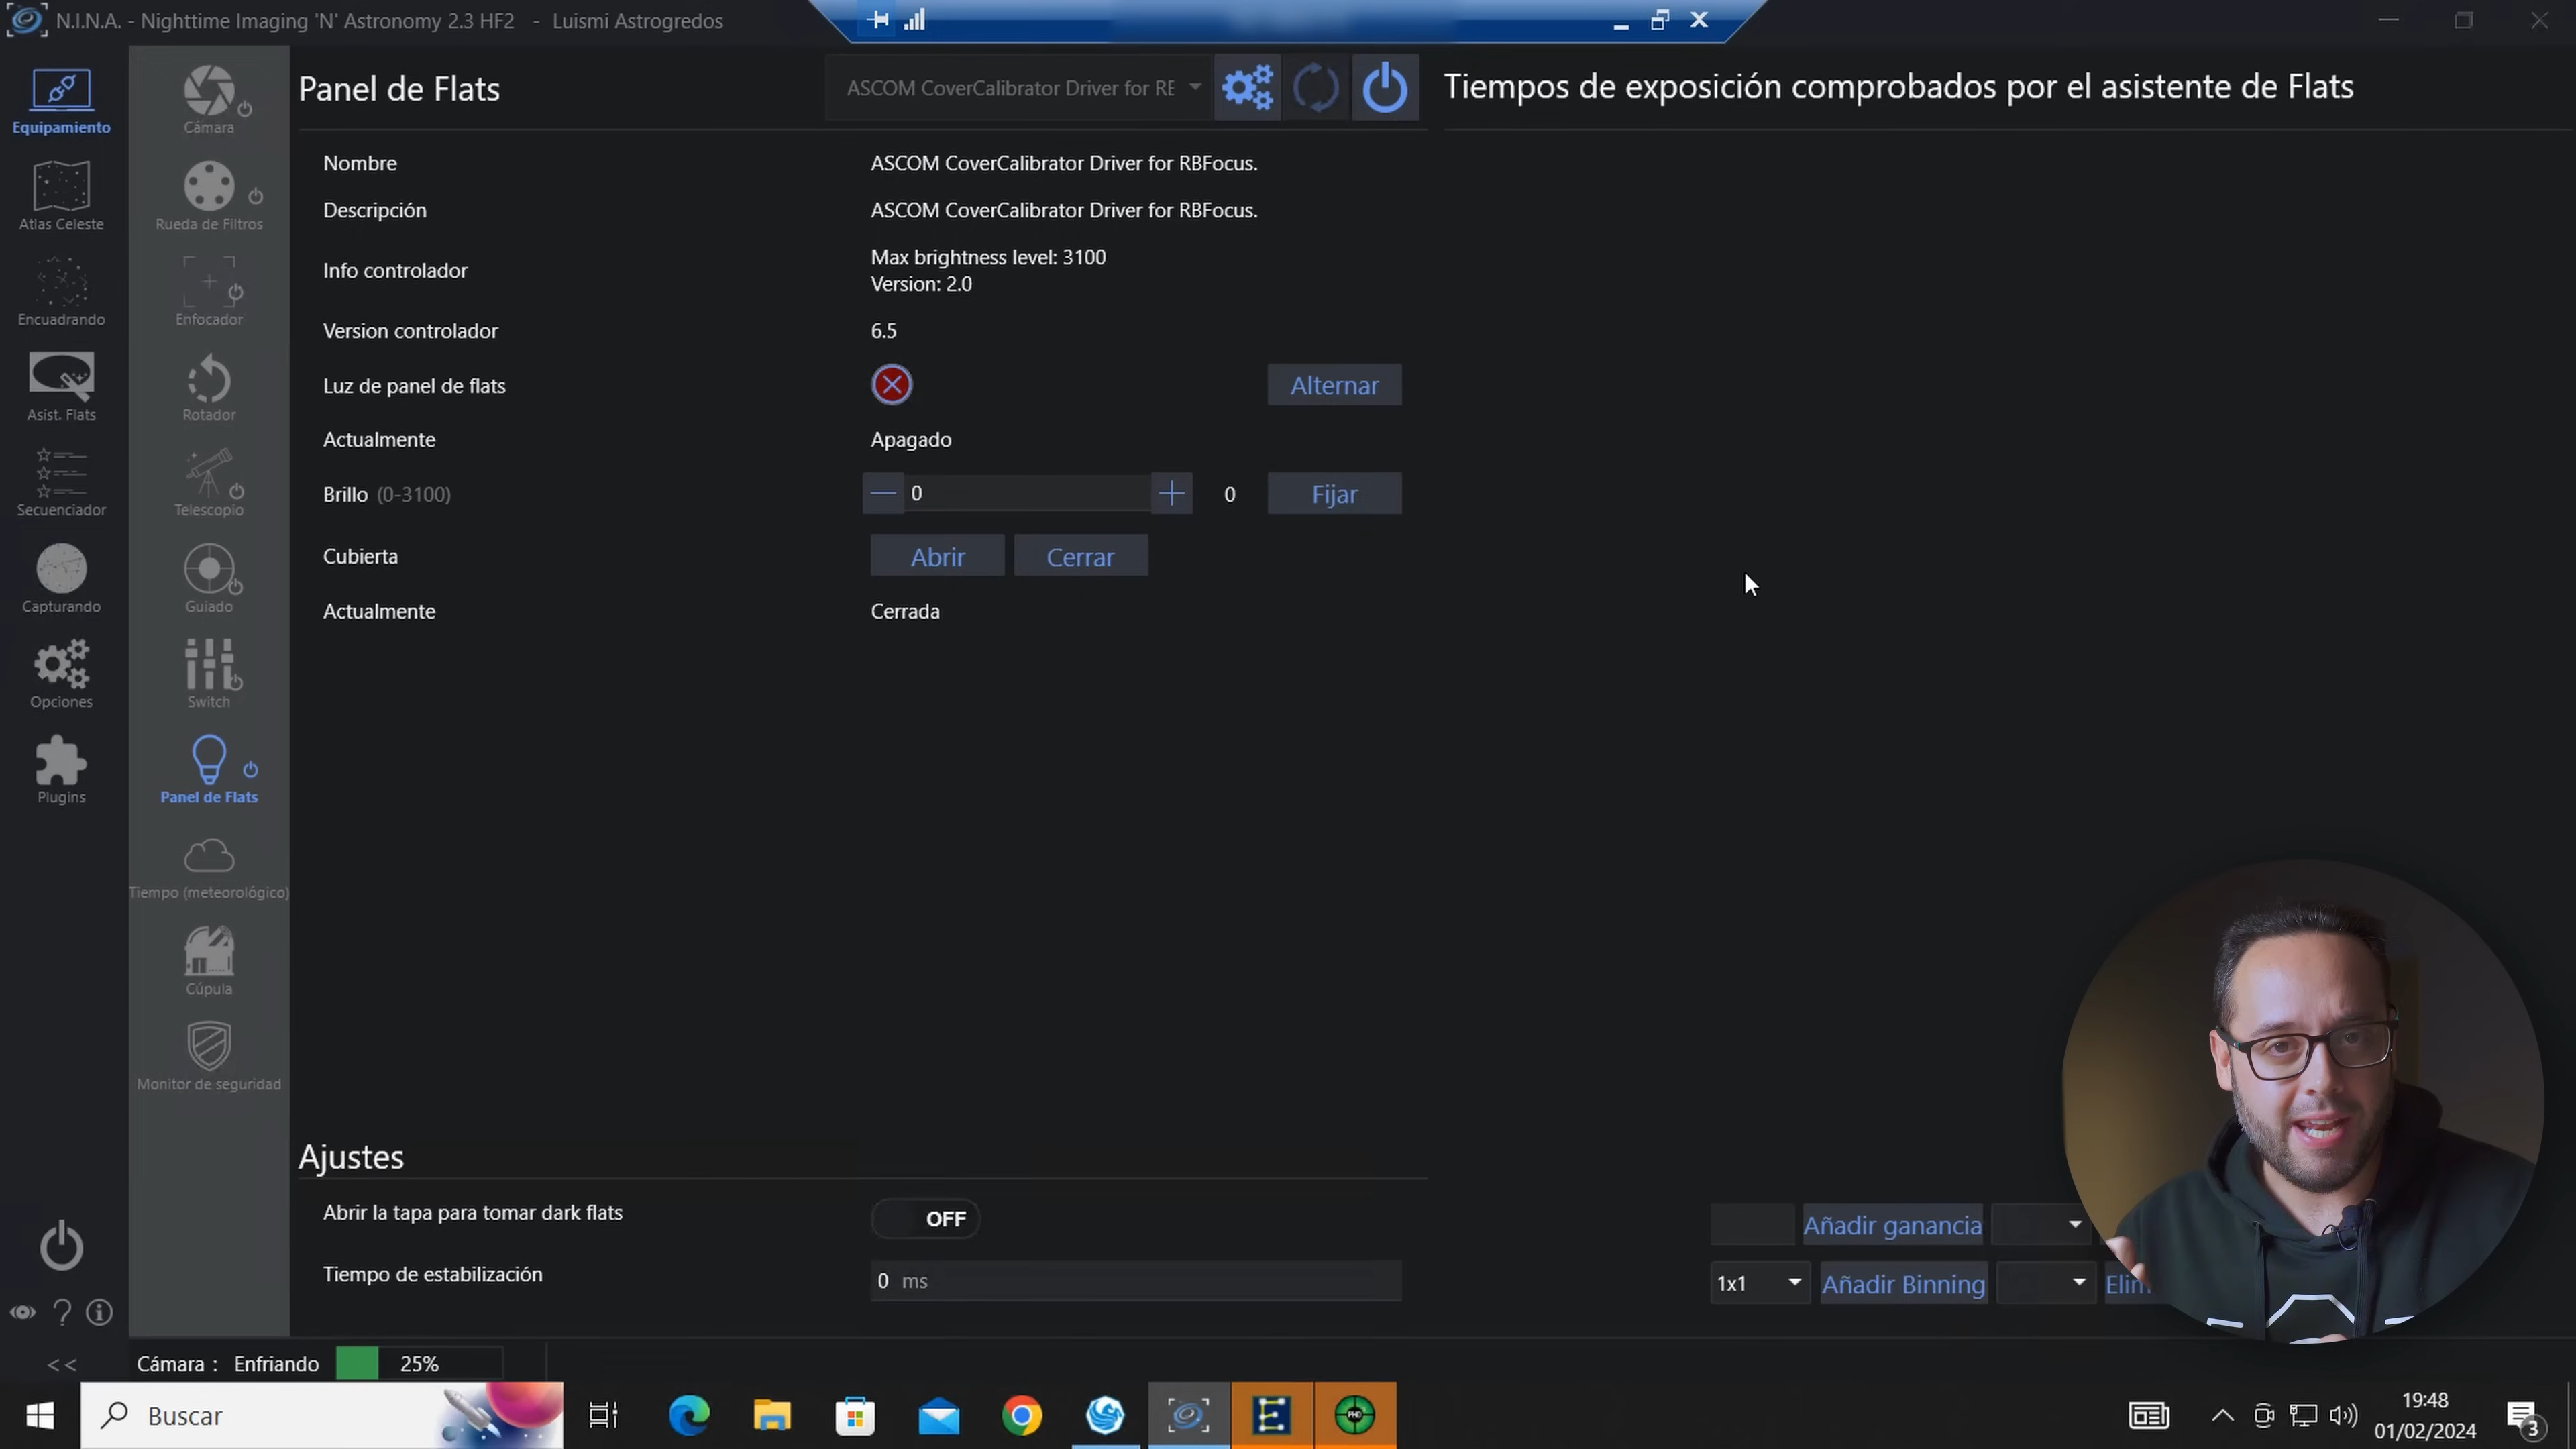 N.I.N.A. - Nighttime Imaging 'N' Astronomy 2.3 HF2 - Luismi Astrogredos
Equipamiento
Atlas Celeste
Encuadrando
Asist. Flats
Secuenciador
Capturando
Opciones
Plugins
<<
Cámara
Rueda de Filtros
Enfocador
Rotador
Telescopio
Guiado
Switch
Panel de Flats
Tiempo (meteorológico)
Cúpula
Monitor de seguridad
Panel de Flats
ASCOM CoverCalibrator Driver for RE
Nombre ASCOM CoverCalibrator Driver for RBFocus.
Descripción ASCOM CoverCalibrator Driver for RBFocus.
Info controlador Max brightness level: 3100
Version: 2.0
Version controlador 6.5
Luz de panel de flats Alternar
Actualmente Apagado
Brillo (0-3100) 0 0 Fijar
Cubierta Abrir Cerrar
Actualmente Cerrada
Ajustes
Abrir la tapa para tomar dark flats OFF
Tiempo de estabilización 0 ms
Tiempos de exposición comprobados por el asistente de Flats
Añadir ganancia
1x1 Añadir Binning Elim
Cámara : Enfriando 25%
Buscar
PHD
19:48
01/02/2024
3